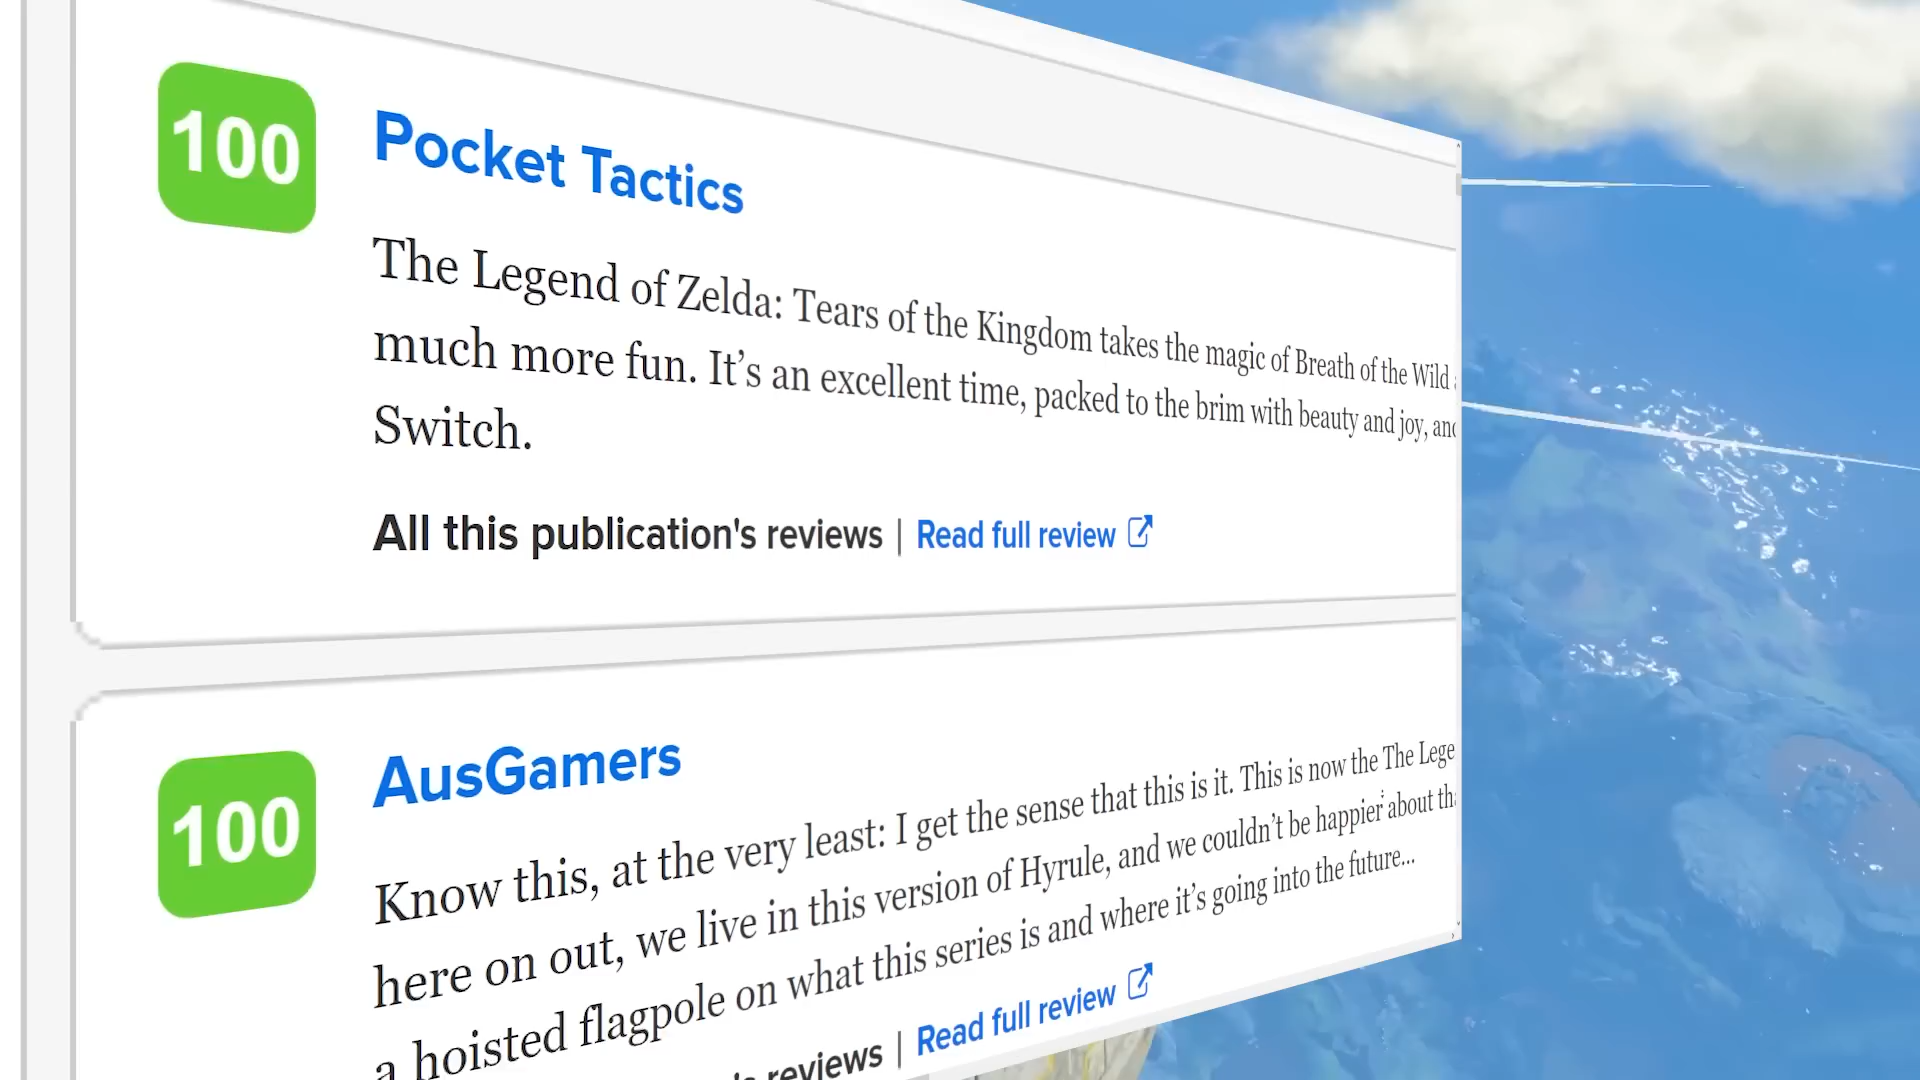 100
Pocket Tactics
The Legend of Zelda: Tears of the Kingdom takes the magic of Breath of the Wild
much more fun. It’s an excellent time, packed to the brim with beauty and joy,
Switch.
All this publication's reviews | Read full review
100
AusGamers
Know this, at the very least: I get the sense that this is it. This is now the The
here on out, we live in this version of Hyrule, and we couldn’t be happier about
a hoisted flagpole on what this series is and where it’s going into the future...
reviews | Read full review